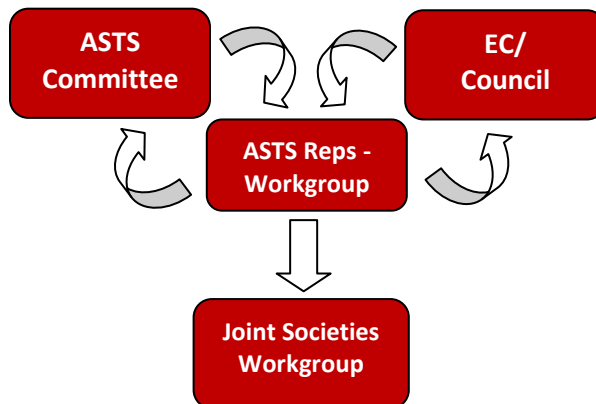 ASTS
Committee
EC/
Council
ASTS Reps -
Workgroup
Joint Societies
Workgroup